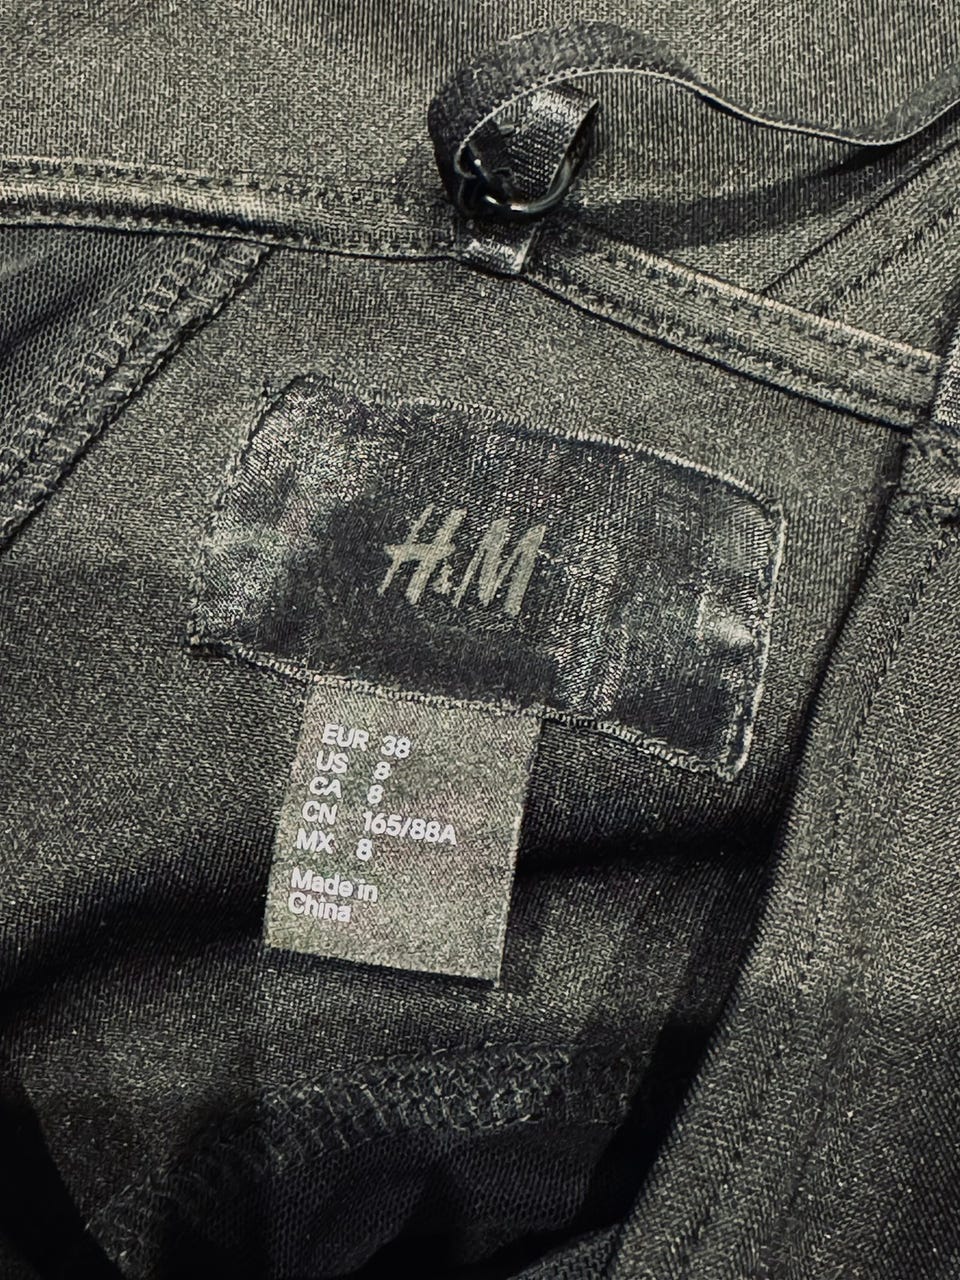 H&M
EUR 38
US 8
CA 8
CN 165/88A
MX 8
Made in
China